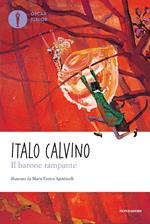 OSCAR
JUNIOR
ITALO CALVINO
Il barone rampante
illustrato da Maria Enrica Agostinelli
MONDADORI